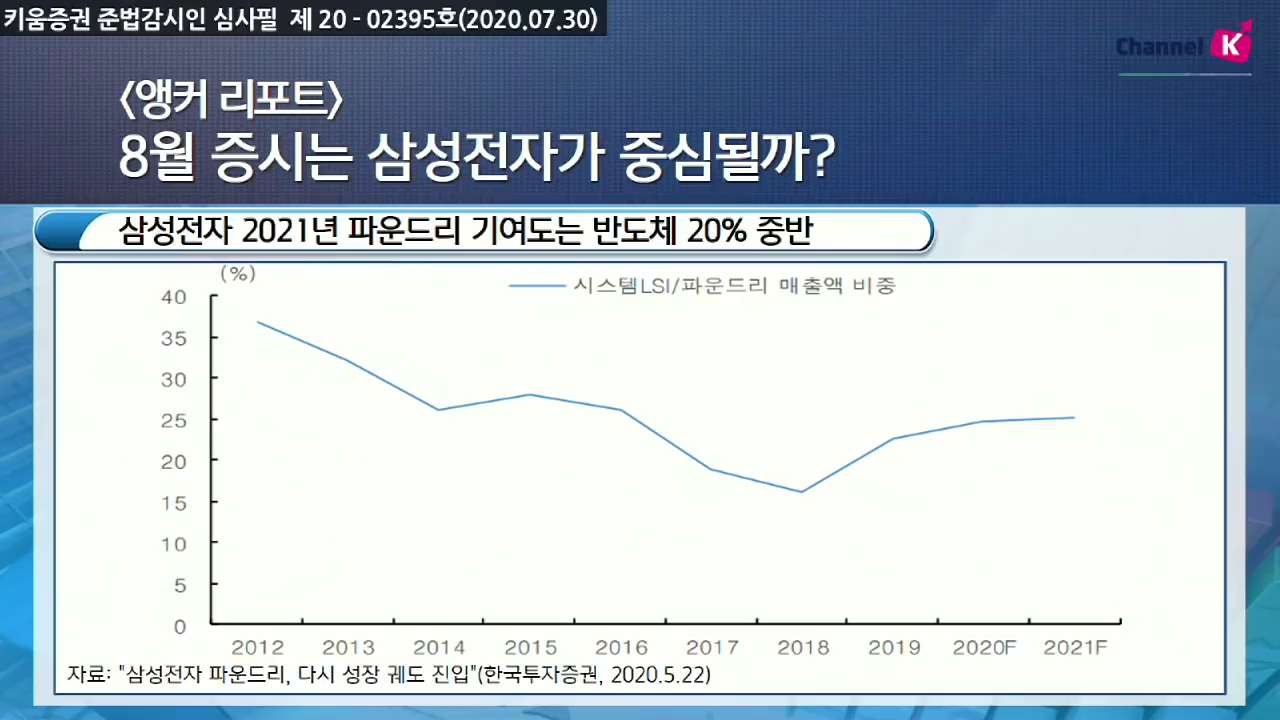 키움증권 준법감시인 심사필 제 20 - 02395호(2020.07.30)
Channel K
<앵커 리포트>
8월 증시는 삼성전자가 중심될까?
삼성전자 2021년 파운드리 기여도는 반도체 20% 중반
(%)
시스템LSI/파운드리 매출액 비중
40
35
30
25
20
15
10
5
0
2012 2013 2014 2015 2016 2017 2018 2019 2020F 2021F
자료: "삼성전자 파운드리, 다시 성장 궤도 진입"(한국투자증권, 2020.5.22)